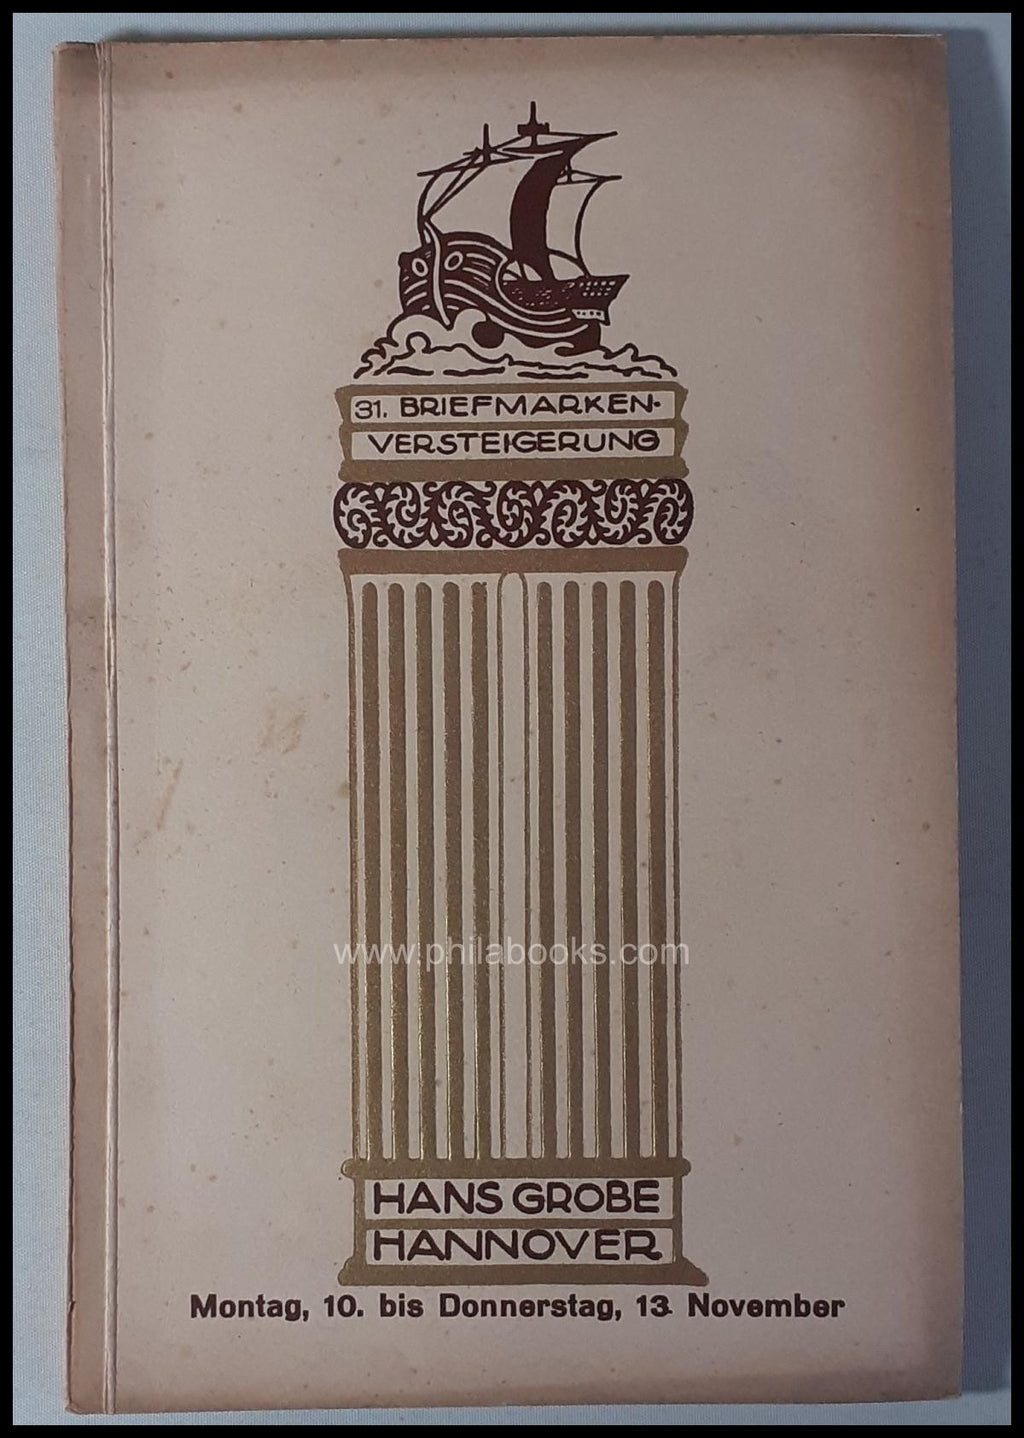 31. BRIEFMARKEN-
VERSTEIGERUNG
www.philabooks.com
HANS GROBE
HANNOVER
Montag, 10. bis Donnerstag, 13. November